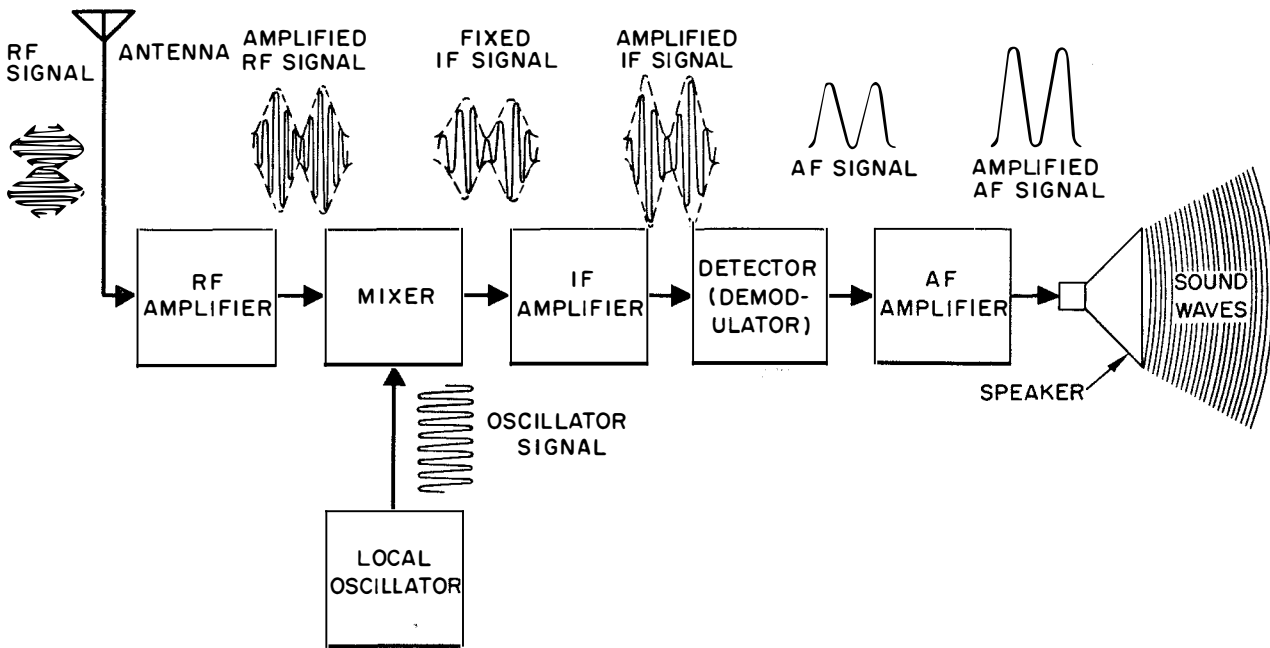 RF
SIGNAL
ANTENNA
AMPLIFIED
RF SIGNAL
FIXED
IF SIGNAL
AMPLIFIED
IF SIGNAL
AF SIGNAL
AMPLIFIED
AF SIGNAL
RF
AMPLIFIER
MIXER
IF
AMPLIFIER
DETECTOR
(DEMOD-
ULATOR)
AF
AMPLIFIER
SOUND
WAVES
SPEAKER
OSCILLATOR
SIGNAL
LOCAL
OSCILLATOR